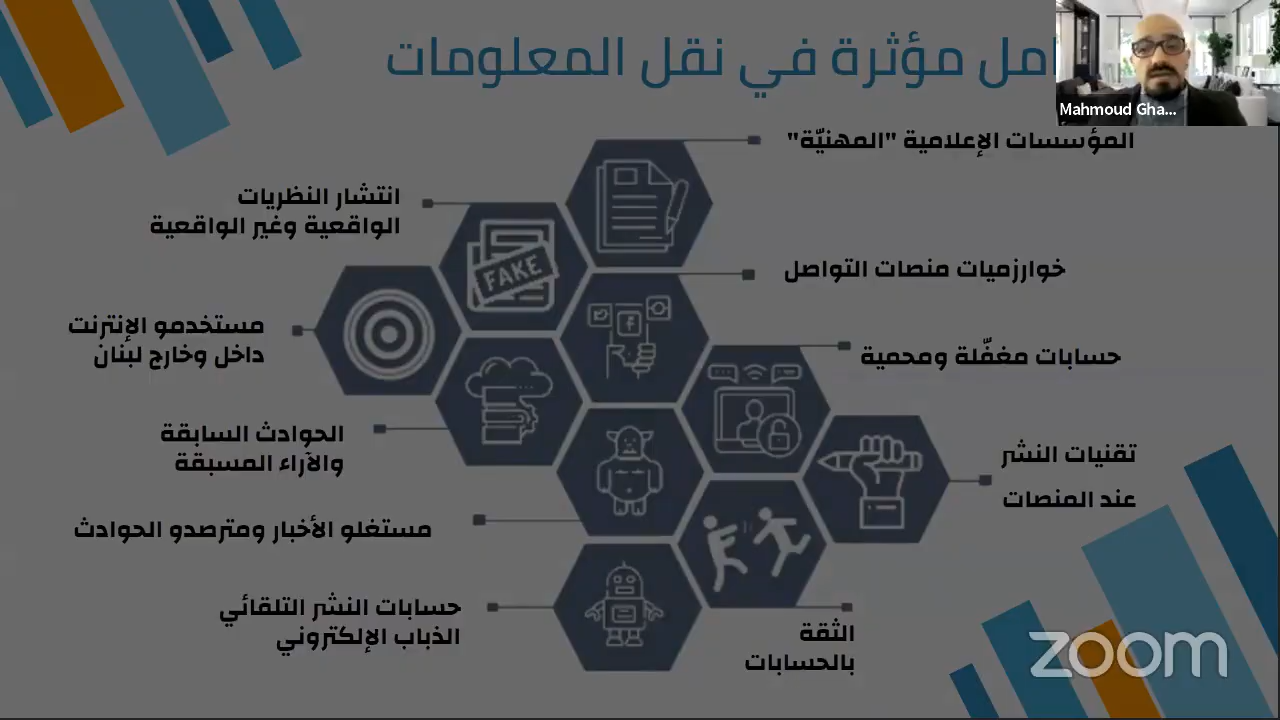 مؤثرة في نقل المعلومات
Mahmoud Gha...
المؤسسات الإعلامية "المهنيّة"
انتشار النظريات
الواقعية وغير الواقعية
FAKE
خوارزميات منصات التواصل
مستخدمو الإنترنت
داخل وخارج لبنان
حسابات مغفّلة ومحمية
الحوادث السابقة
والآراء المسبقة
تقنيات النشر
عند المنصات
مستغلو الأخبار ومترصدو الحوادث
حسابات النشر التلقائي
الذباب الإلكتروني
الثقة
بالحسابات
zoom